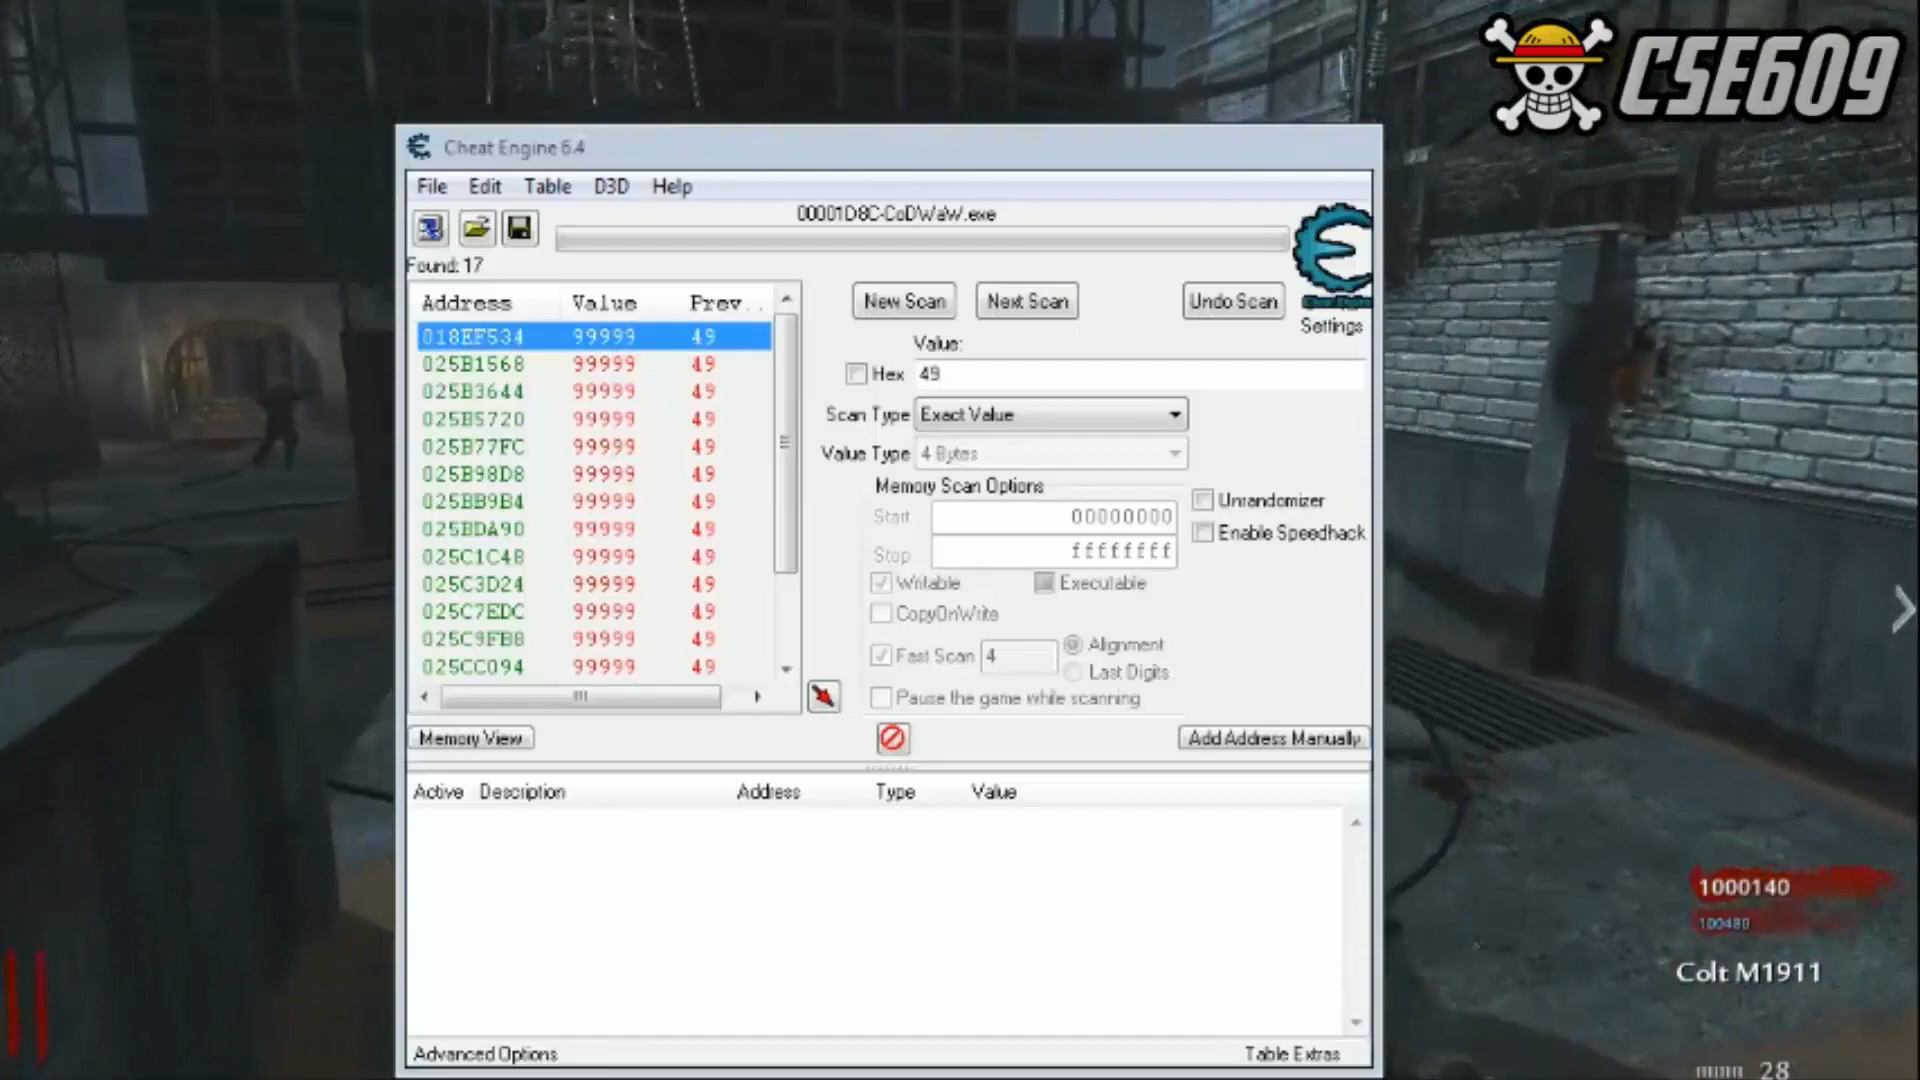 CSE609
Cheat Engine 6.4
File Edit Table D3D Help
00001D8C-CoDWaW.exe
Found: 17
Address Value Prev..
New Scan Next Scan Undo Scan
Settings
018EF534 99999 49
Value:
025B1568 99999 49
Hex 49
025B3644 99999 49
Scan Type Exact Value
025B5720 99999 49
025B77FC 99999 49
Value Type 4 Bytes
025B98D8 99999 49
Memory Scan Options
025BB9B4 99999 49
Unrandomizer
Start 00000000
025BDA90 99999 49
Enable Speedhack
Stop ffffffff
025C1C48 99999 49
025C3D24 99999 49
Writable Executable
025C7EDC 99999 49
CopyOnWrite
025C9FB8 99999 49
Fast Scan 4 Alignment
025CC094 99999 49
Last Digits
Pause the game while scanning
Memory View
Add Address Manually
Active Description Address Type Value
1000140
100480
Colt M1911
Advanced Options Table Extras
28